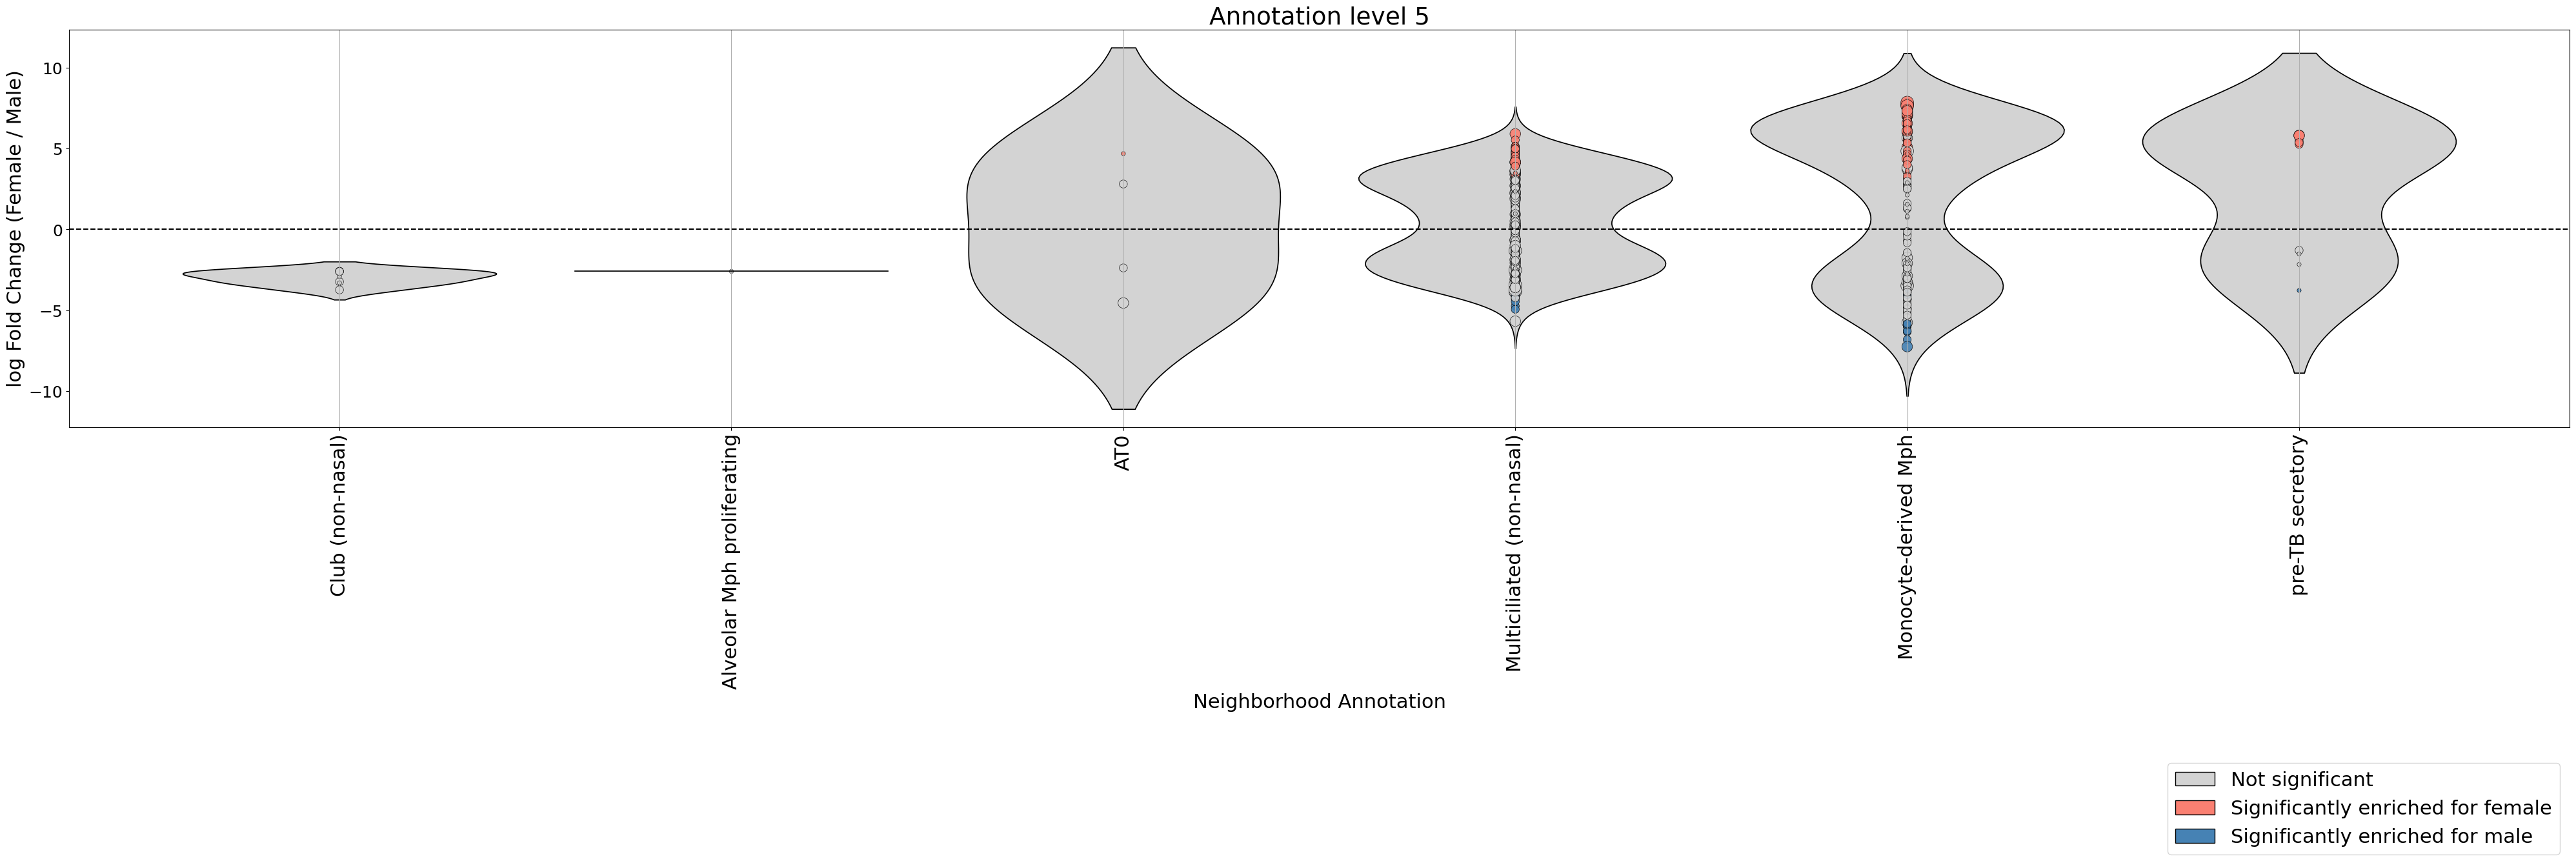 Annotation level 5
log Fold Change (Female / Male)
10
5
0
−5
−10
Club (non-nasal)
Alveolar Mph proliferating
AT0
Multiciliated (non-nasal)
Monocyte-derived Mph
pre-TB secretory
Neighborhood Annotation
Not significant
Significantly enriched for female
Significantly enriched for male